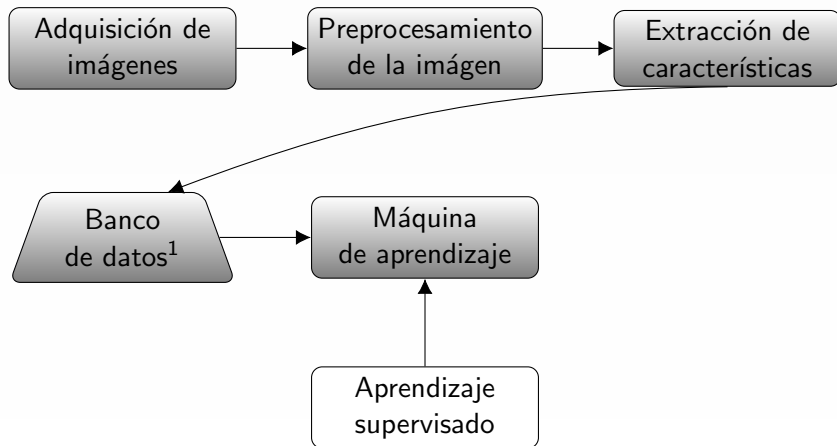 Adquisición de
imágenes
Preprocesamiento
de la imágen
Extracción de
características
Banco
de datos¹
Máquina
de aprendizaje
Aprendizaje
supervisado